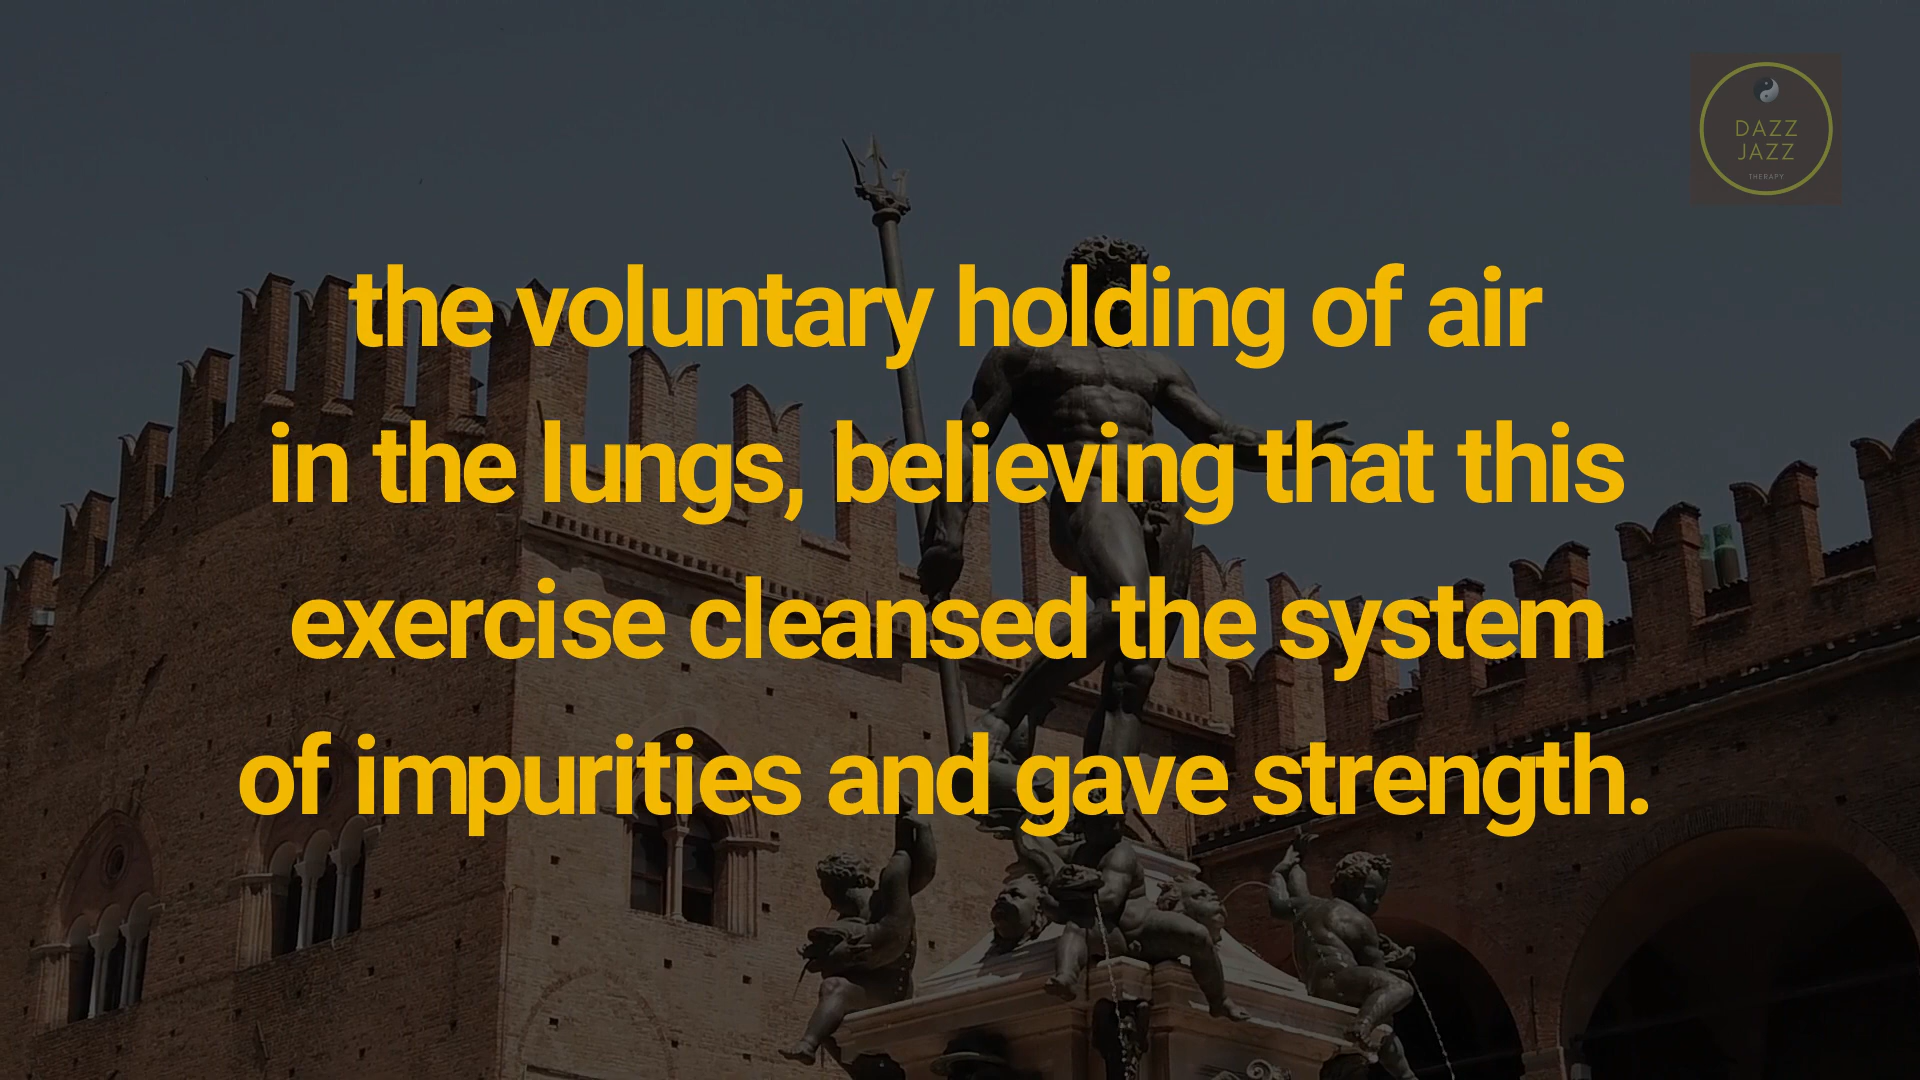 DAZZ
JAZZ
THERAPY
the voluntary holding of air
in the lungs, believing that this
exercise cleansed the system
of impurities and gave strength.